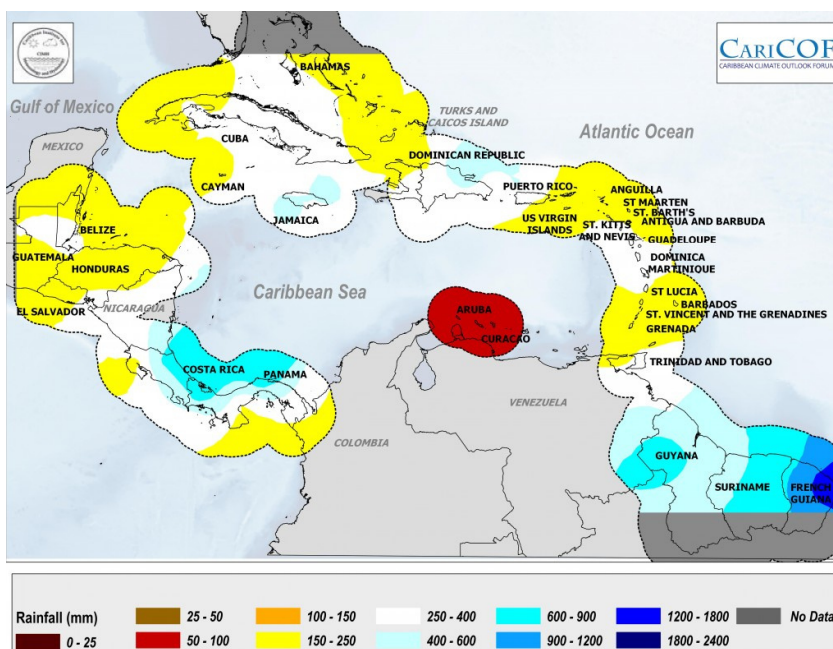 CIMH
CARICOF
CARIBBEAN CLIMATE OUTLOOK FORUM
BAHAMAS
Gulf of Mexico
TURKS AND
CAICOS ISLAND
Atlantic Ocean
MEXICO
CUBA
DOMINICAN REPUBLIC
CAYMAN
PUERTO RICO
ANGUILLA
ST MAARTEN
ST. BARTH'S
ANTIGUA AND BARBUDA
JAMAICA
US VIRGIN
ISLANDS
ST. KITTS
AND NEVIS
GUADELOUPE
BELIZE
GUATEMALA
DOMINICA
MARTINIQUE
HONDURAS
Caribbean Sea
ST LUCIA
BARBADOS
EL SALVADOR
NICARAGUA
ARUBA
ST. VINCENT AND THE GRENADINES
GRENADA
CURACAO
TRINIDAD AND TOBAGO
COSTA RICA
PANAMA
VENEZUELA
COLOMBIA
GUYANA
SURINAME
FRENCH
GUIANA
Rainfall (mm)
25 - 50
100 - 150
250 - 400
600 - 900
1200 - 1800
No Data
0 - 25
50 - 100
150 - 250
400 - 600
900 - 1200
1800 - 2400